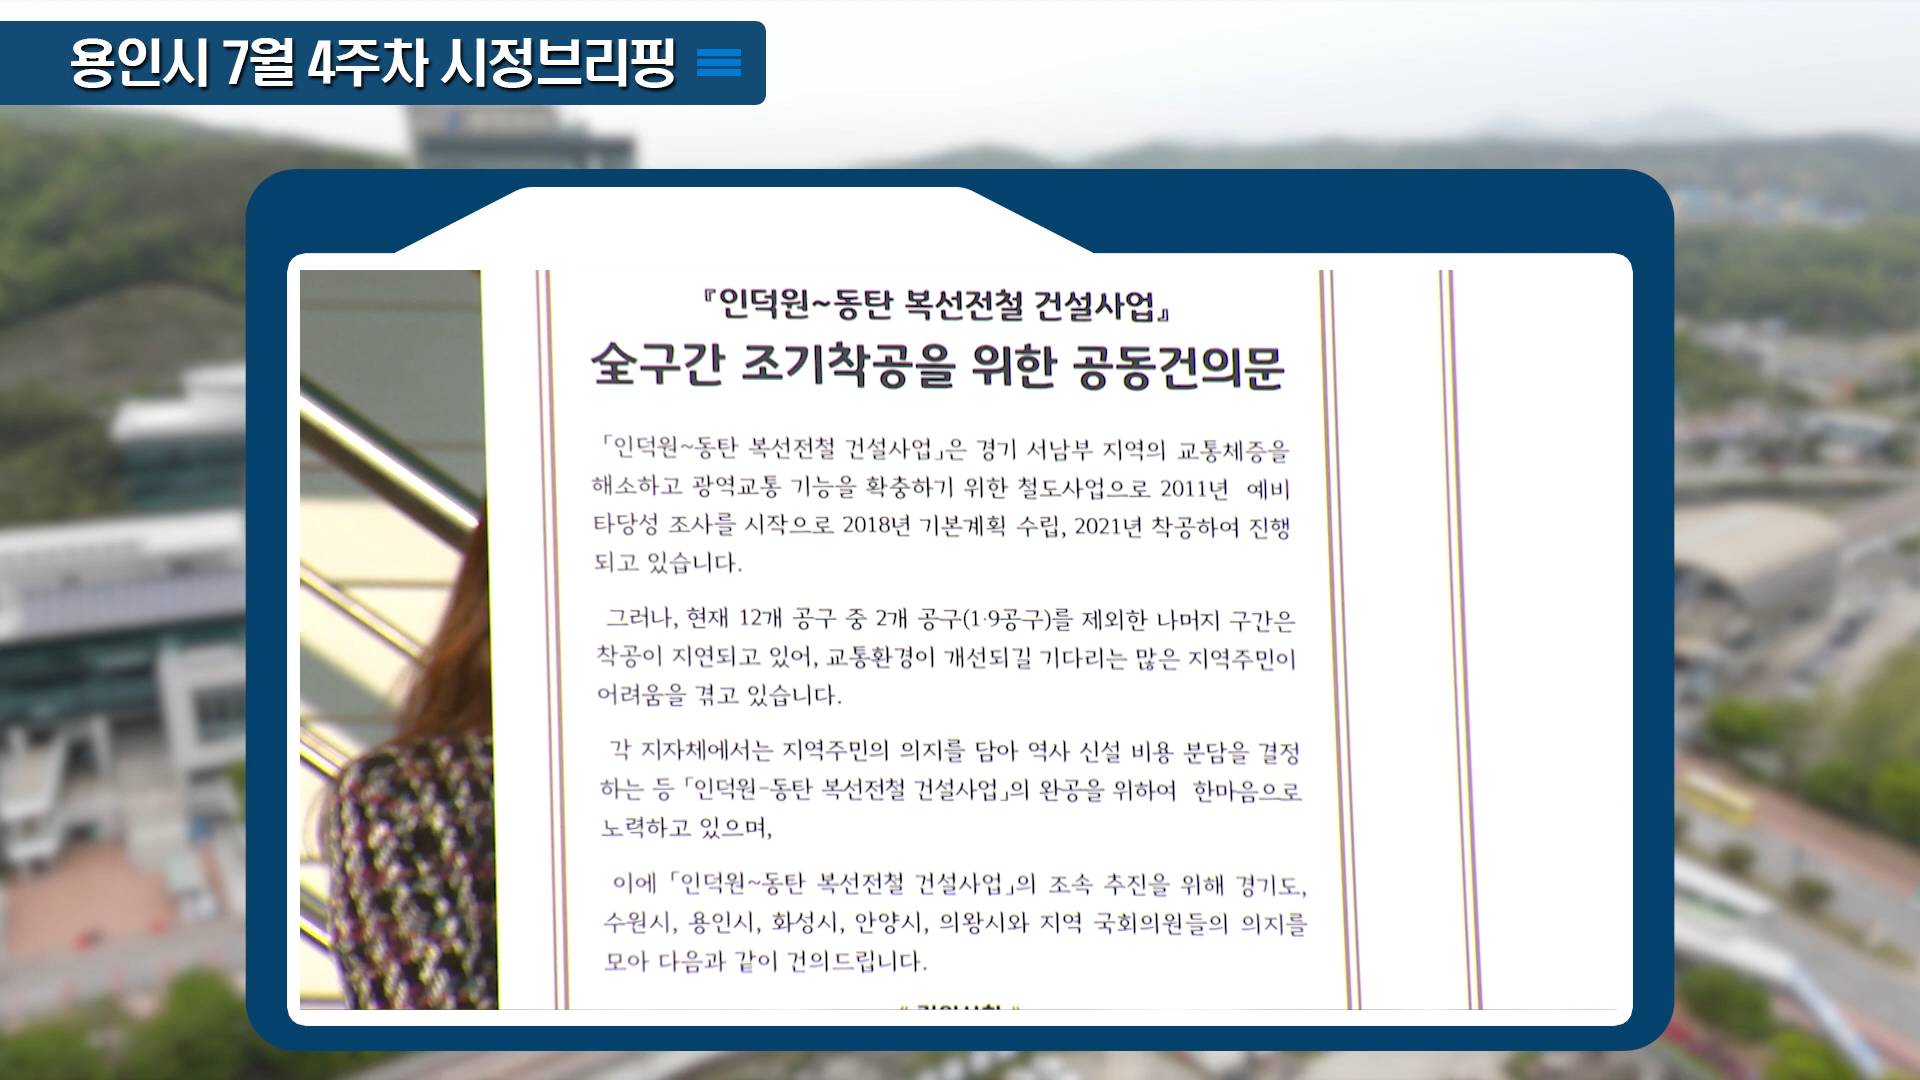 용인시 7월 4주차 시정브리핑
『인덕원~동탄 복선전철 건설사업』
全구간 조기착공을 위한 공동건의문
「인덕원~동탄 복선전철 건설사업」은 경기 서남부 지역의 교통체증을
해소하고 광역교통 기능을 확충하기 위한 철도사업으로 2011년 예비
타당성 조사를 시작으로 2018년 기본계획 수립, 2021년 착공하여 진행
되고 있습니다.
그러나, 현재 12개 공구 중 2개 공구(1·9공구)를 제외한 나머지 구간은
착공이 지연되고 있어, 교통환경이 개선되길 기다리는 많은 지역주민이
어려움을 겪고 있습니다.
각 지자체에서는 지역주민의 의지를 담아 역사 신설 비용 분담을 결정
하는 등 「인덕원-동탄 복선전철 건설사업」의 완공을 위하여 한마음으로
노력하고 있으며,
이에 「인덕원~동탄 복선전철 건설사업」의 조속 추진을 위해 경기도,
수원시, 용인시, 화성시, 안양시, 의왕시와 지역 국회의원들의 의지를
모아 다음과 같이 건의드립니다.